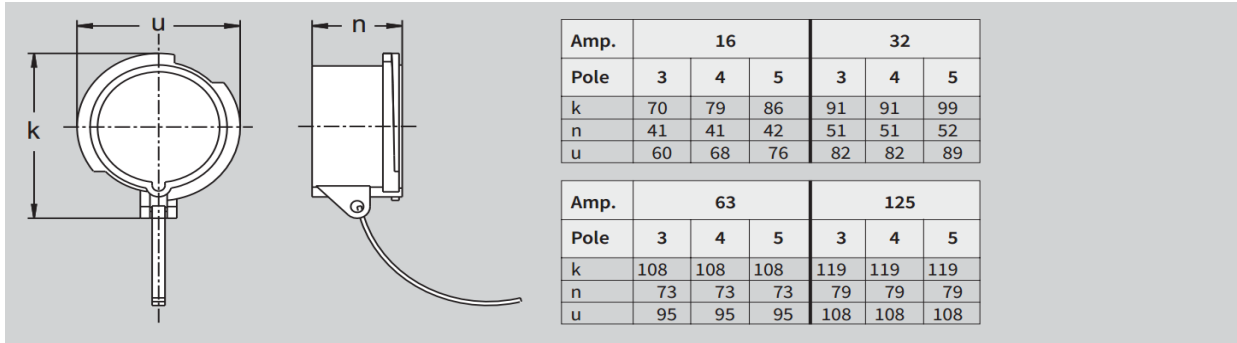 u
n
k
Amp. 16 32
Pole 3 4 5 3 4 5
k 70 79 86 91 91 99
n 41 41 42 51 51 52
u 60 68 76 82 82 89
Amp. 63 125
Pole 3 4 5 3 4 5
k 108 108 108 119 119 119
n 73 73 73 79 79 79
u 95 95 95 108 108 108